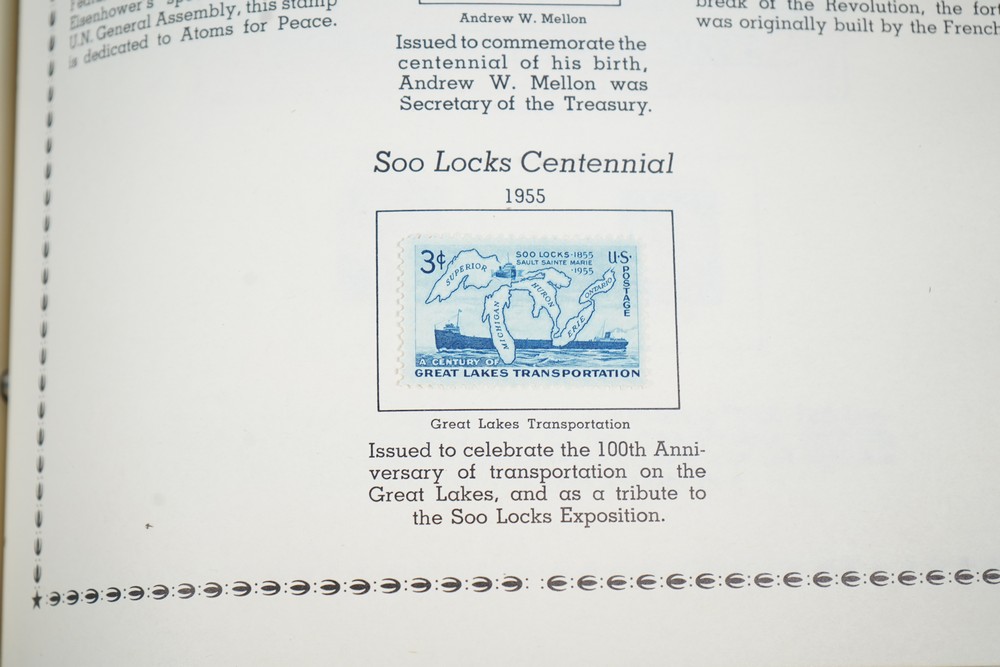 Eisenhower's
U.N. General Assembly, this stamp
is dedicated to Atoms for Peace.
Andrew W. Mellon
Issued to commemorate the
centennial of his birth,
Andrew W. Mellon was
Secretary of the Treasury.
break of the Revolution, the fort
was originally built by the French
Soo Locks Centennial
1955
3¢
SOO LOCKS·1855
SAULT SAINTE MARIE
·1955
U·S·
POSTAGE
SUPERIOR
MICHIGAN
HURON
ERIE
ONTARIO
A CENTURY OF
GREAT LAKES TRANSPORTATION
Great Lakes Transportation
Issued to celebrate the 100th Anni-
versary of transportation on the
Great Lakes, and as a tribute to
the Soo Locks Exposition.